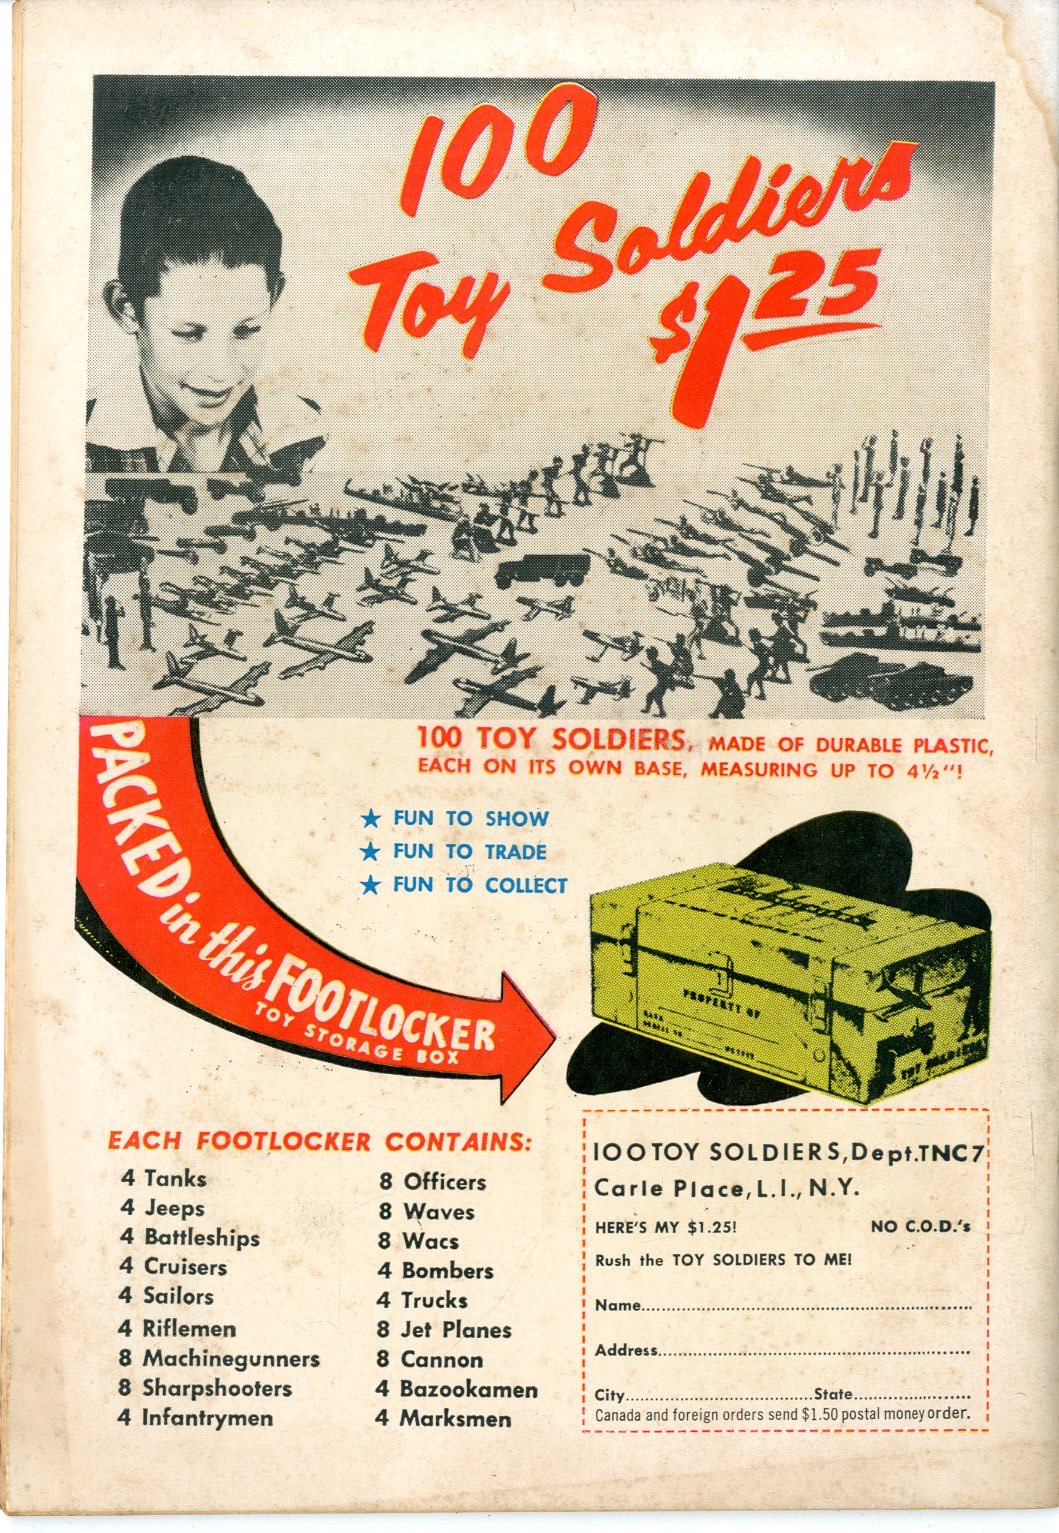 100
Toy Soldiers
$1 25
100 TOY SOLDIERS, MADE OF DURABLE PLASTIC,
EACH ON ITS OWN BASE, MEASURING UP TO 4½"!
★ FUN TO SHOW
★ FUN TO TRADE
★ FUN TO COLLECT
PACKED in this FOOTLOCKER
TOY STORAGE BOX
PROPERTY OF
TOY SOLDIERS
EACH FOOTLOCKER CONTAINS:
4 Tanks
4 Jeeps
4 Battleships
4 Cruisers
4 Sailors
4 Riflemen
8 Machinegunners
8 Sharpshooters
4 Infantrymen
8 Officers
8 Waves
8 Wacs
4 Bombers
4 Trucks
8 Jet Planes
8 Cannon
4 Bazookamen
4 Marksmen
100 TOY SOLDIERS, Dept. TNC7
Carle Place, L.I., N.Y.
HERE'S MY $1.25! NO C.O.D.'s
Rush the TOY SOLDIERS TO ME!
Name
Address
City State
Canada and foreign orders send $1.50 postal money order.